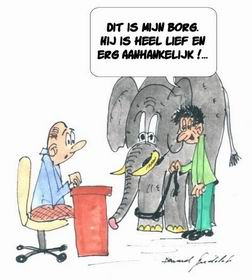 DIT IS MIJN BORG.
HIJ IS HEEL LIEF EN
ERG AANHANKELIJK!...